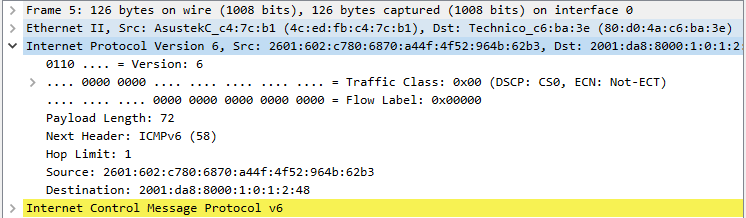 Frame 5: 126 bytes on wire (1008 bits), 126 bytes captured (1008 bits) on interface 0
Ethernet II, Src: AsustekC_c4:7c:b1 (4c:ed:fb:c4:7c:b1), Dst: Technico_c6:ba:3e (80:d0:4a:c6:ba:3e)
Internet Protocol Version 6, Src: 2601:602:c780:6870:a44f:4f52:964b:62b3, Dst: 2001:da8:8000:1:0:1:2:
0110 .... = Version: 6
.... 0000 0000 .... .... .... .... .... = Traffic Class: 0x00 (DSCP: CS0, ECN: Not-ECT)
.... .... .... 0000 0000 0000 0000 0000 = Flow Label: 0x00000
Payload Length: 72
Next Header: ICMPv6 (58)
Hop Limit: 1
Source: 2601:602:c780:6870:a44f:4f52:964b:62b3
Destination: 2001:da8:8000:1:0:1:2:48
Internet Control Message Protocol v6